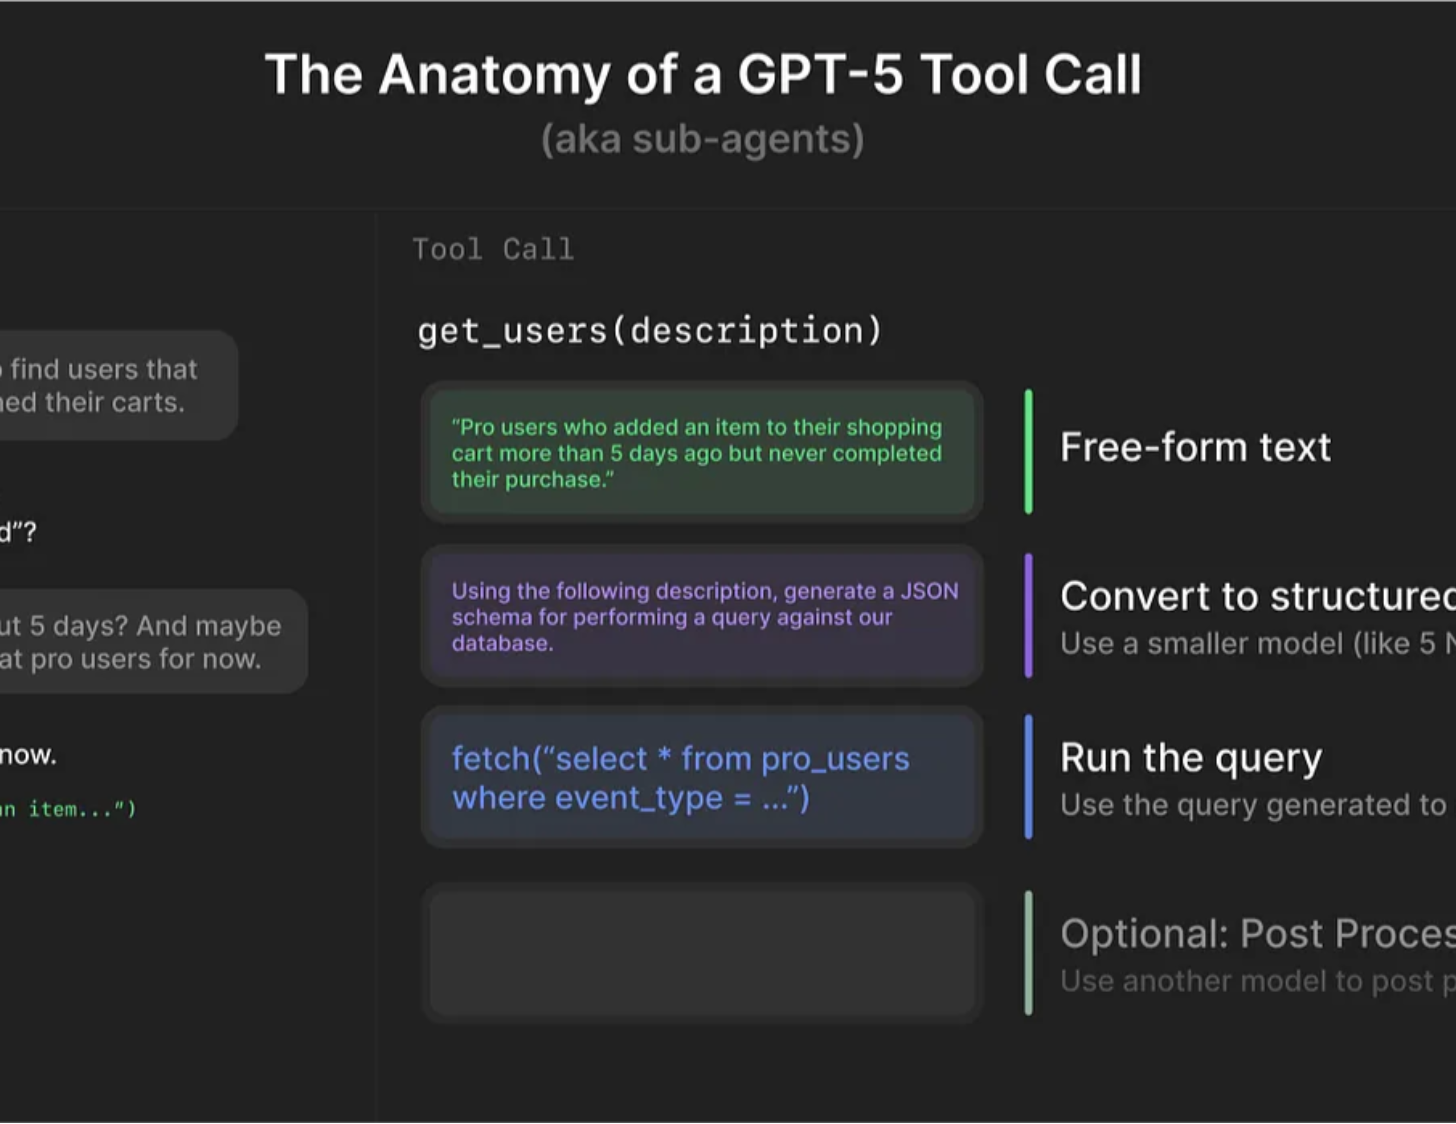 The Anatomy of a GPT-5 Tool Call
(aka sub-agents)
find users that
ned their carts.
d"?
ut 5 days? And maybe
at pro users for now.
now.
n item...")
Tool Call
get_users(description)
"Pro users who added an item to their shopping
cart more than 5 days ago but never completed
their purchase."
Free-form text
Using the following description, generate a JSON
schema for performing a query against our
database.
Convert to structured
Use a smaller model (like 5 N
fetch("select * from pro_users
where event_type = ...")
Run the query
Use the query generated to
Optional: Post Proces
Use another model to post p